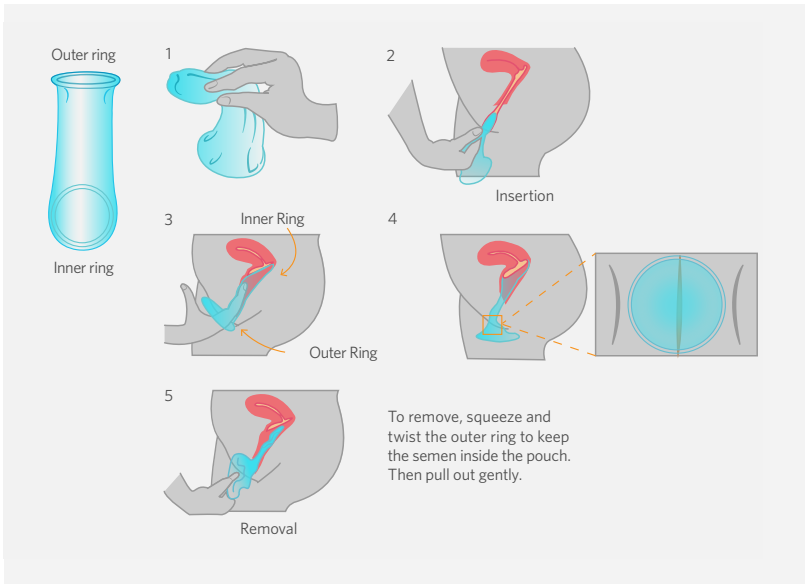 Outer ring
Inner ring
1
2
Insertion
3
Inner Ring
Outer Ring
4
5
Removal
To remove, squeeze and
twist the outer ring to keep
the semen inside the pouch.
Then pull out gently.